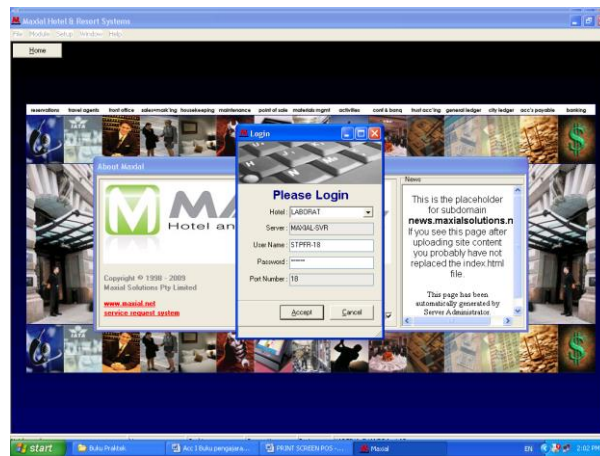 Maxial Hotel & Resort Systems
File Module Setup Window Help
Home
reservations travel agents front office sales+mark'ing housekeeping maintenance point of sale materials mgmt activities conf & banq trust acc'ing general ledger city ledger acc's payable banking
IATA
Login
About Maxial
News
Please Login
Hotel : LABORAT
Server : MAXIAL-SVR
User Name : STPFR-18
Password : *****
Port Number : 18
Accept Cancel
M MA
Hotel an
Copyright © 1998 - 2009
Maxial Solutions Pty Limited
www.maxial.net
service request system
This is the placeholder
for subdomain
news.maxialsolutions.n
If you see this page after
uploading site content
you probably have not
replaced the index.html
file.
This page has been
automatically generated by
Server Administrator
start Buku Praktek Acc I Buku pengajara... PRINT SCREEN POS -... Maxial EN 2:02 PM